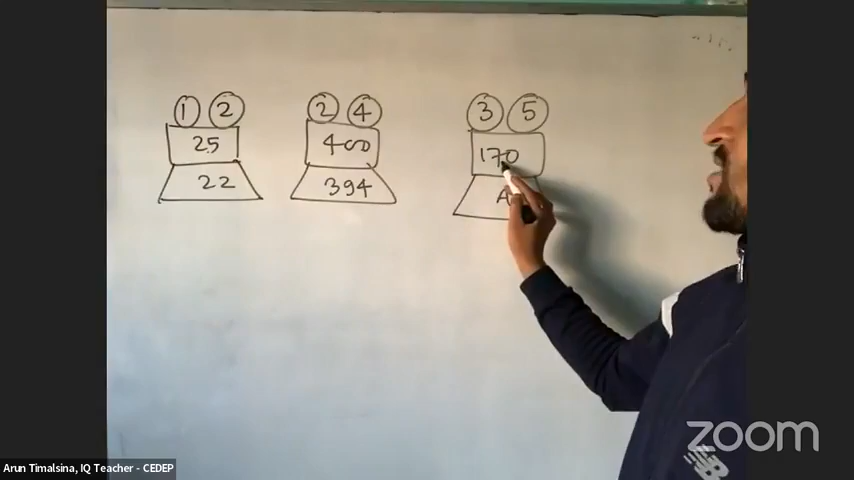 1 2 2 4 3 5
25 400 170
22 394 A
zoom
Arun Timalsina, IQ Teacher - CEDEP